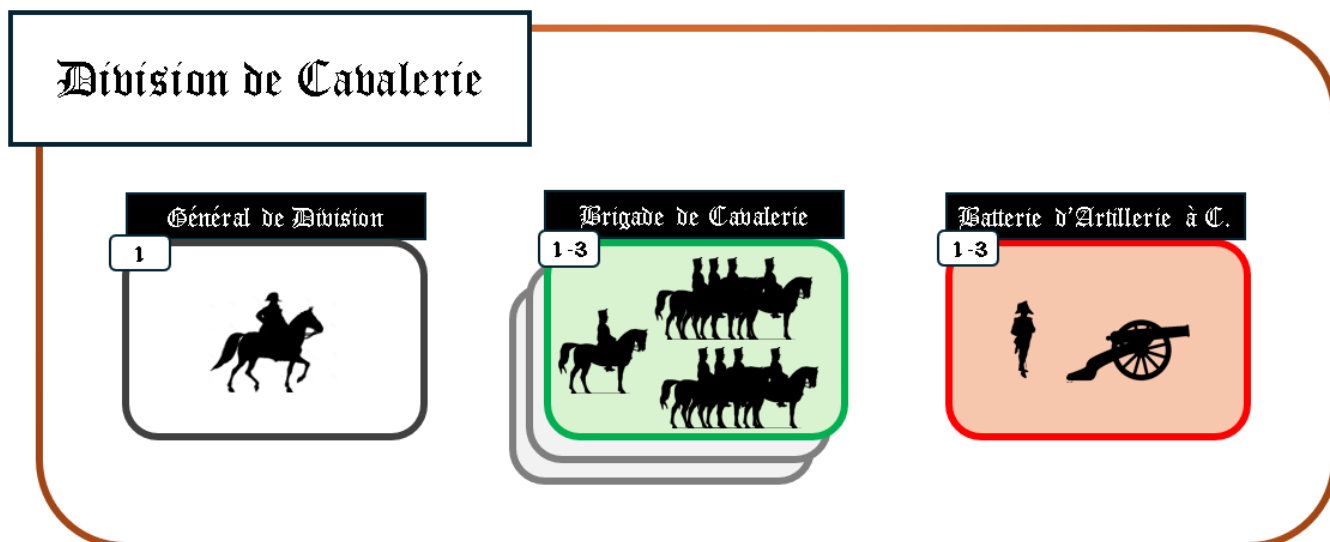 Division de Cavalerie
Général de Division
1
Brigade de Cavalerie
1-3
Batterie d'Artillerie à C.
1-3